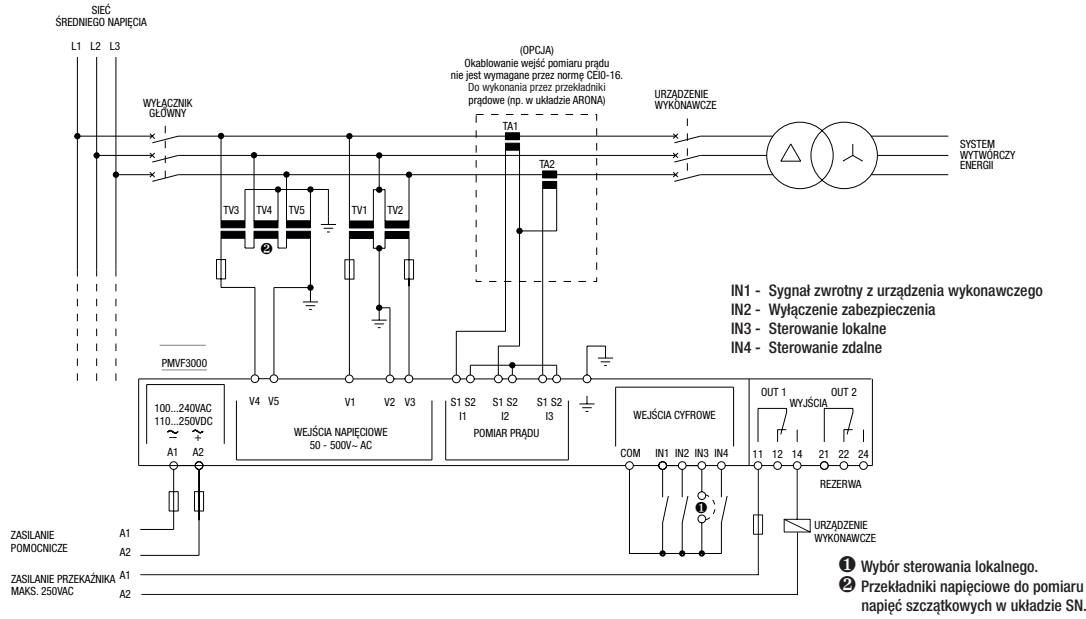 SIEĆ
ŚREDNIEGO NAPIĘCIA
L1 L2 L3
WYŁĄCZNIK
GŁÓWNY
(OPCJA)
Okablowanie wejść pomiaru prądu
nie jest wymagane przez normę CEI0-16.
Do wykonania przez przekładniki
prądowe (np. w układzie ARONA)
TA1
TA2
URZĄDZENIE
WYKONAWCZE
SYSTEM
WYTWÓRCZY
ENERGII
TV3 TV4 TV5 TV1 TV2
❷
IN1 - Sygnał zwrotny z urządzenia wykonawczego
IN2 - Wyłączenie zabezpieczenia
IN3 - Sterowanie lokalne
IN4 - Sterowanie zdalne
PMVF3000
100...240VAC
110...250VDC
~ ~
– +
A1 A2
V4 V5 V1 V2 V3
WEJŚCIA NAPIĘCIOWE
50 - 500V~ AC
S1 S2 S1 S2 S1 S2
I1 I2 I3
POMIAR PRĄDU
WEJŚCIA CYFROWE
COM IN1 IN2 IN3 IN4
OUT 1 OUT 2
WYJŚCIA
11 12 14 21 22 24
REZERWA
❶
URZĄDZENIE
WYKONAWCZE
ZASILANIE
POMOCNICZE
A1
A2
ZASILANIE PRZEKAŹNIKA
MAKS. 250VAC
A1
A2
❶ Wybór sterowania lokalnego.
❷ Przekładniki napięciowe do pomiaru
napięć szczątkowych w układzie SN.